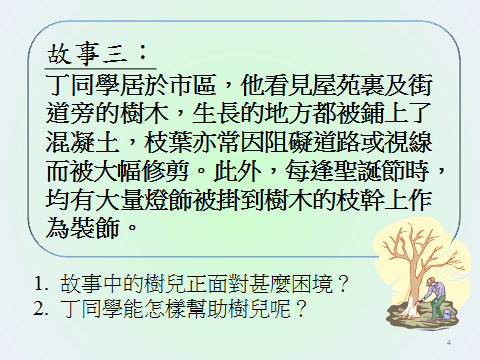 故事三：
丁同學居於市區，他看見屋苑裏及街
道旁的樹木，生長的地方都被鋪上了
混凝土，枝葉亦常因阻礙道路或視線
而被大幅修剪。此外，每逢聖誕節時，
均有大量燈飾被掛到樹木的枝幹上作
為裝飾。
1. 故事中的樹兒正面對甚麼困境？
2. 丁同學能怎樣幫助樹兒呢？
4